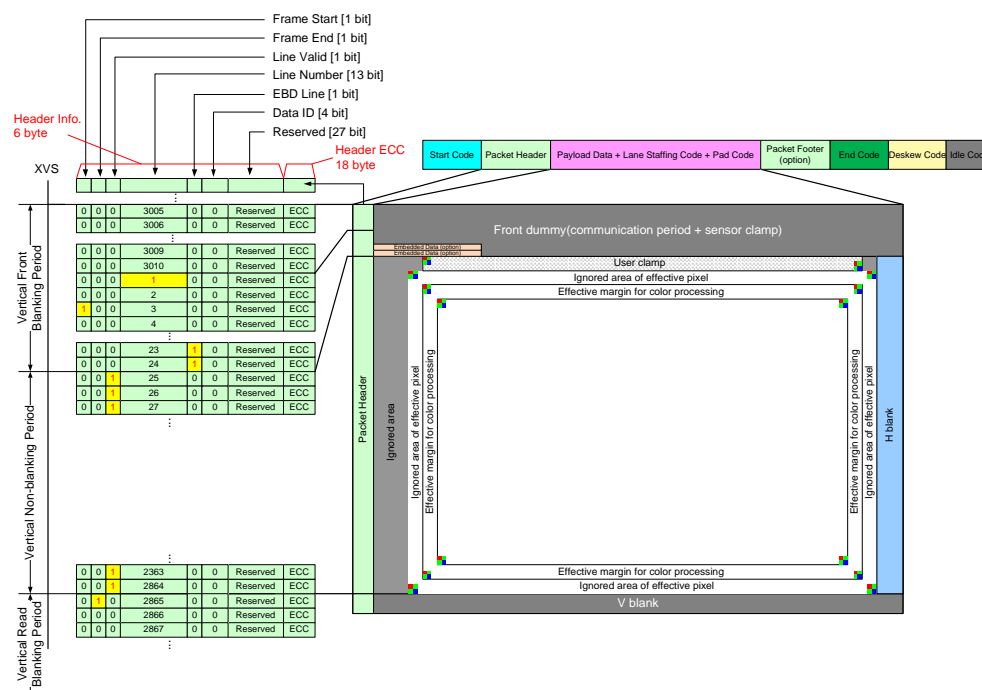 Frame Start [1 bit]
Frame End [1 bit]
Line Valid [1 bit]
Line Number [13 bit]
EBD Line [1 bit]
Data ID [4 bit]
Reserved [27 bit]
Header Info.
6 byte
Header ECC
18 byte
Start Code
Packet Header
Payload Data + Lane Staffing Code + Pad Code
Packet Footer
(option)
End Code
Deskew Code
Idle Cod
XVS
0 0 0 3005 0 0 Reserved ECC
0 0 0 3006 0 0 Reserved ECC
0 0 0 3009 0 0 Reserved ECC
0 0 0 3010 0 0 Reserved ECC
0 0 0 1 0 0 Reserved ECC
0 0 0 2 0 0 Reserved ECC
1 0 0 3 0 0 Reserved ECC
0 0 0 4 0 0 Reserved ECC
0 0 0 23 1 0 Reserved ECC
0 0 0 24 1 0 Reserved ECC
0 0 1 25 0 0 Reserved ECC
0 0 1 26 0 0 Reserved ECC
0 0 1 27 0 0 Reserved ECC
0 0 1 2363 0 0 Reserved ECC
0 0 1 2864 0 0 Reserved ECC
0 1 0 2865 0 0 Reserved ECC
0 0 0 2866 0 0 Reserved ECC
0 0 0 2867 0 0 Reserved ECC
Vertical Front
Blanking Period
Vertical Non-blanking Period
Vertical Read
Blanking Period
Packet Header
Front dummy(communication period + sensor clamp)
Embedded Data (option)
Embedded Data (option)
User clamp
Ignored area of effective pixel
Effective margin for color processing
Ignored area
Ignored area of effective pixel
Effective margin for color processing
Effective margin for color processing
Ignored area of effective pixel
H blank
Effective margin for color processing
Ignored area of effective pixel
V blank